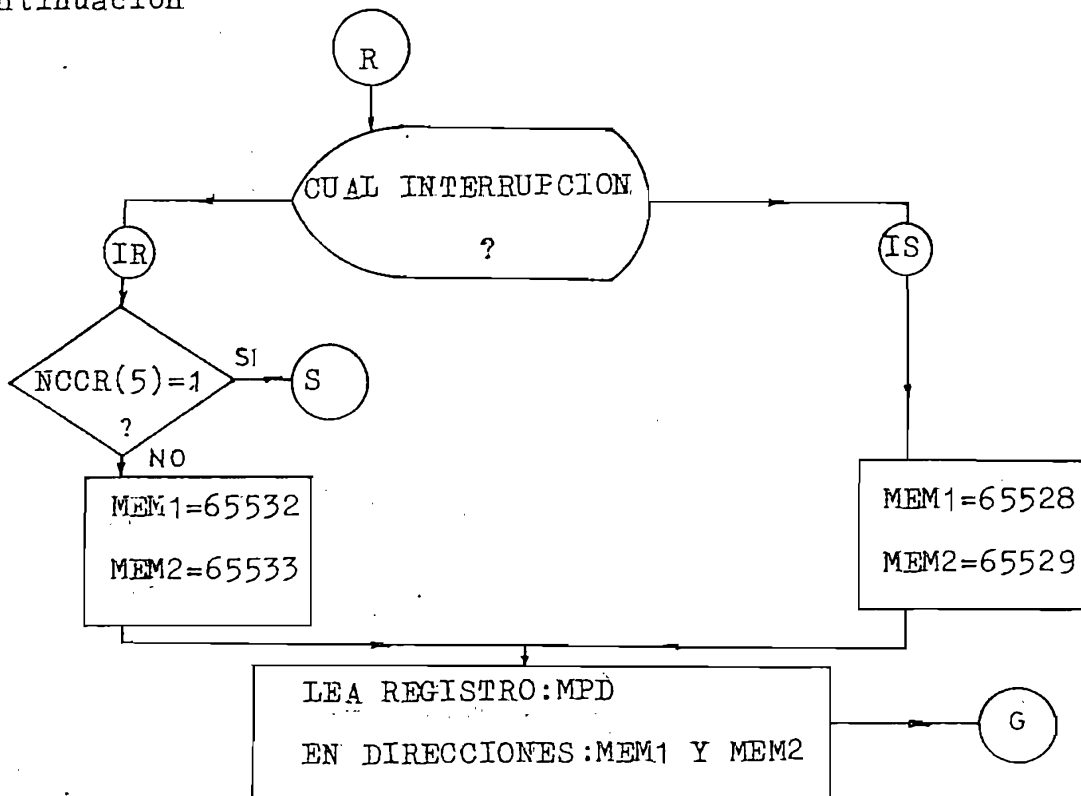 ntinuación
R
CUAL INTERRUPCION
?
IR
IS
NCCR(5)=1
?
SI
S
NO
MEM1=65532
MEM2=65533
MEM1=65528
MEM2=65529
LEA REGISTRO:MPD
EN DIRECCIONES:MEM1 Y MEM2
G